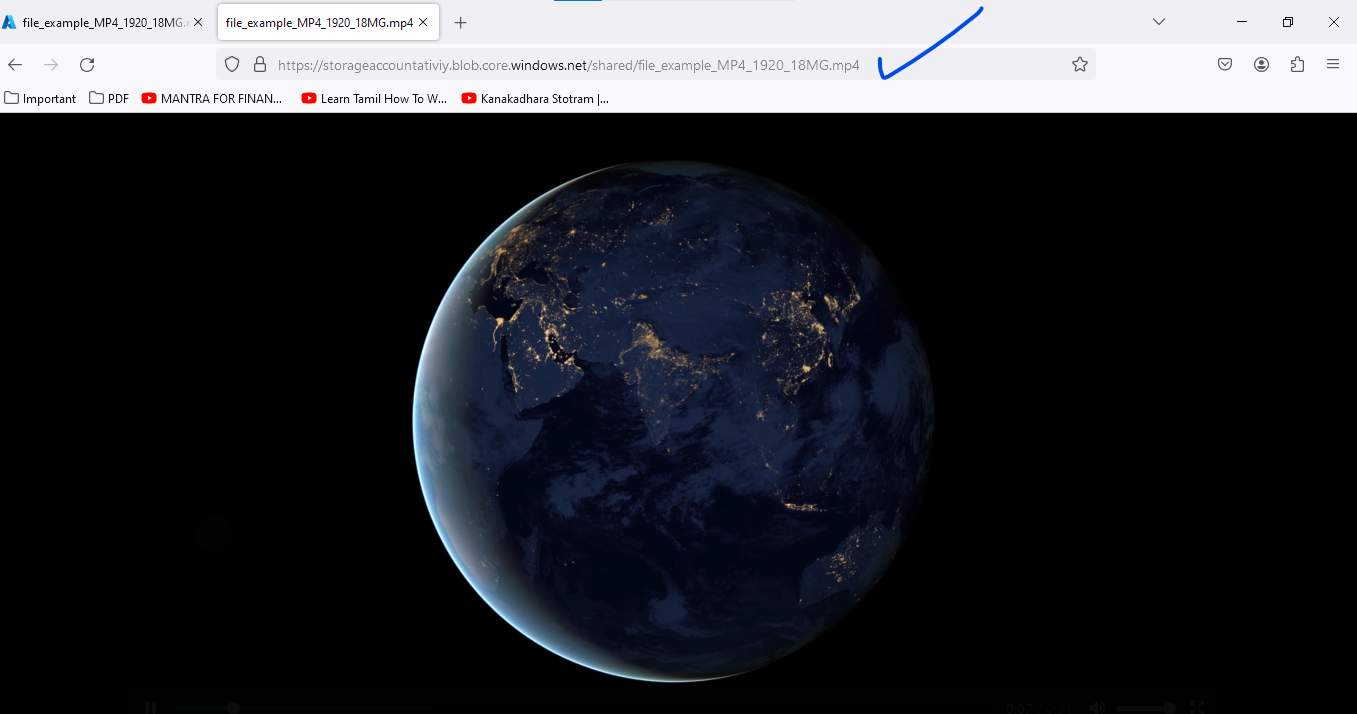 file_example_MP4_1920_18MG.
file_example_MP4_1920_18MG.mp4
https://storageaccountativiy.blob.core.windows.net/shared/file_example_MP4_1920_18MG.mp4
Important PDF MANTRA FOR FINAN... Learn Tamil How To W... Kanakadhara Stotram |...
0:02